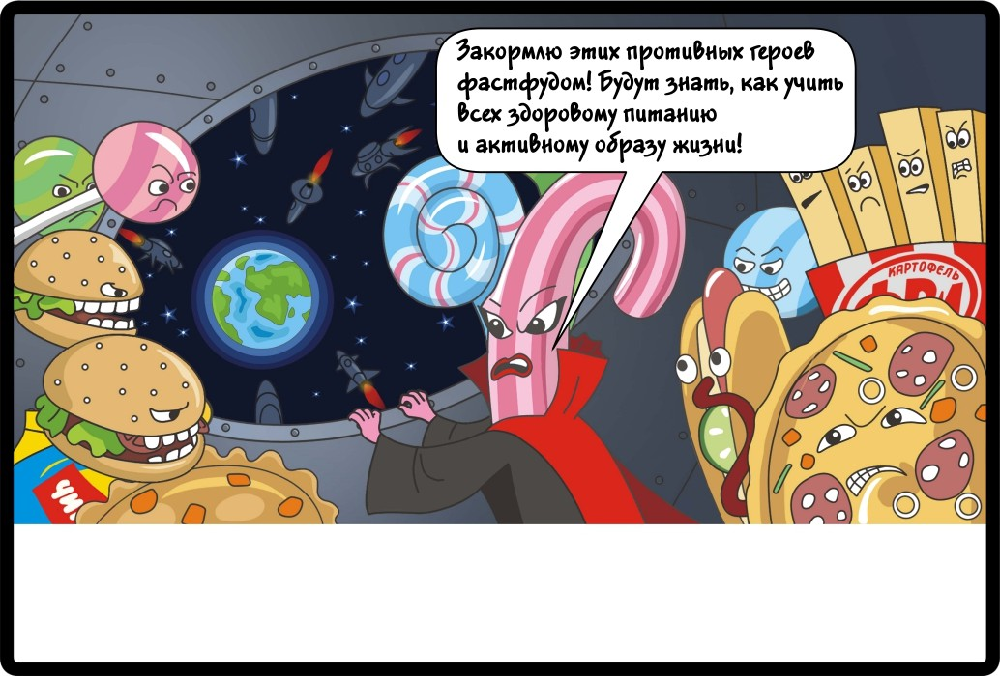 Закормлю этих противных героев
фастфудом! Будут знать, как учить
всех здоровому питанию
и активному образу жизни!
КАРТОФЕЛЬ